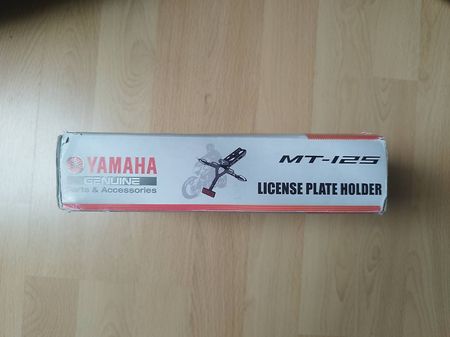 YAMAHA
GENUINE
Parts & Accessories
MT-125
LICENSE PLATE HOLDER